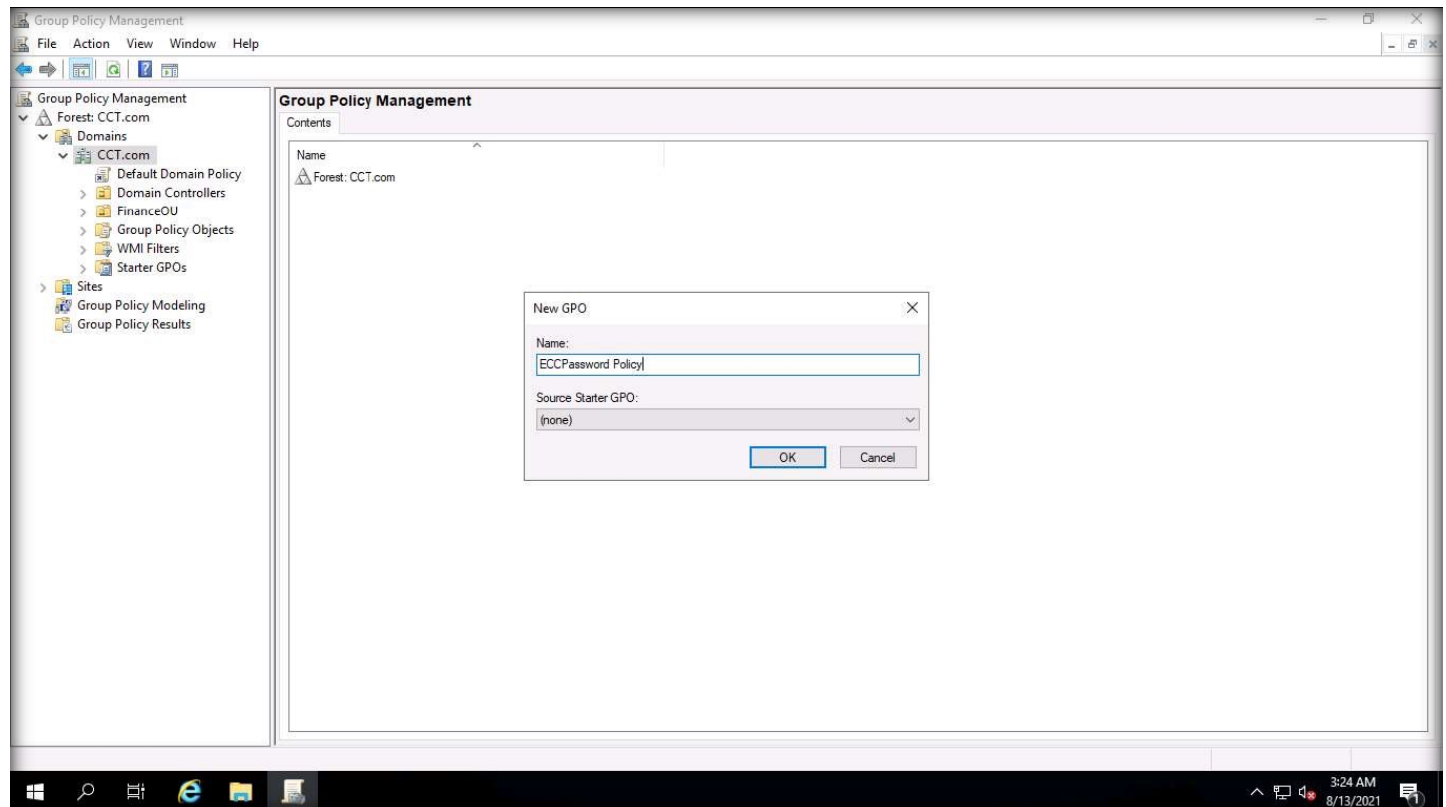 Group Policy Management
File Action View Window Help
Group Policy Management
Forest: CCT.com
Domains
CCT.com
Default Domain Policy
Domain Controllers
FinanceOU
Group Policy Objects
WMI Filters
Starter GPOs
Sites
Group Policy Modeling
Group Policy Results
Group Policy Management
Contents
Name
Forest: CCT.com
New GPO
Name:
ECCPassword Policy
Source Starter GPO:
(none)
OK Cancel
3:24 AM
8/13/2021
1